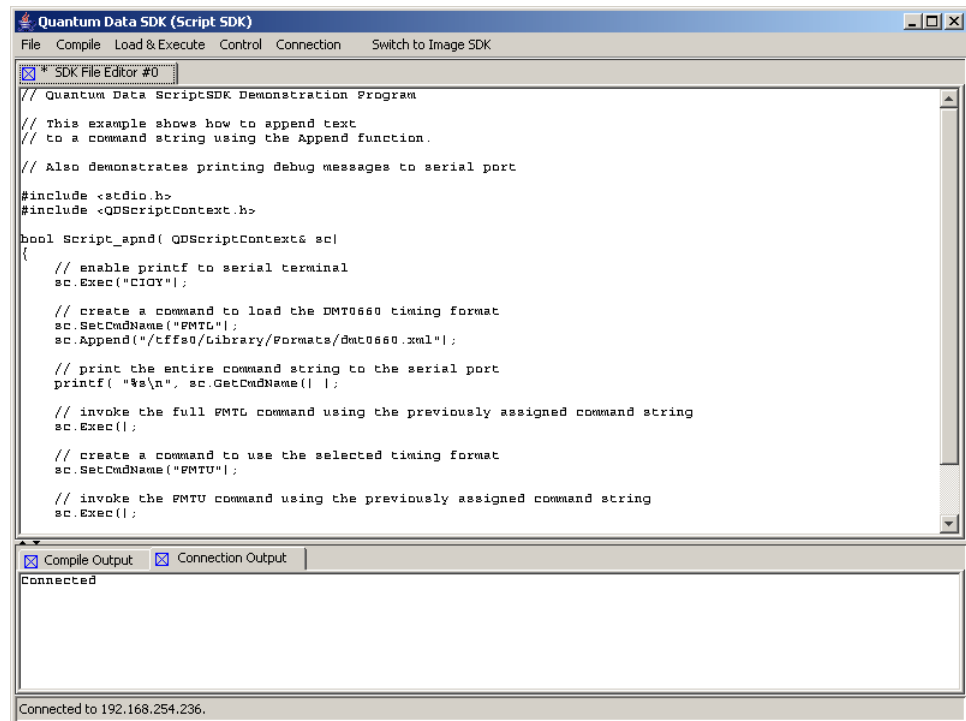 Quantum Data SDK (Script SDK)
File Compile Load & Execute Control Connection Switch to Image SDK
* SDK File Editor #0
// Quantum Data ScriptSDK Demonstration Program
// This example shows how to append text
// to a command string using the Append function.
// Also demonstrates printing debug messages to serial port
#include <stdio.h>
#include <QDScriptContext.h>
bool Script_apnd( QDScriptContext& sc)
{
// enable printf to serial terminal
sc.Exec("CIOY");
// create a command to load the DMT0660 timing format
sc.SetCmdName("FMTL");
sc.Append("/tffs0/Library/Formats/dmt0660.xml");
// print the entire command string to the serial port
printf( "%s\n", sc.GetCmdName() );
// invoke the full FMTL command using the previously assigned command string
sc.Exec();
// create a command to use the selected timing format
sc.SetCmdName("FMTU");
// invoke the FMTU command using the previously assigned command string
sc.Exec();
Compile Output Connection Output
Connected
Connected to 192.168.254.236.